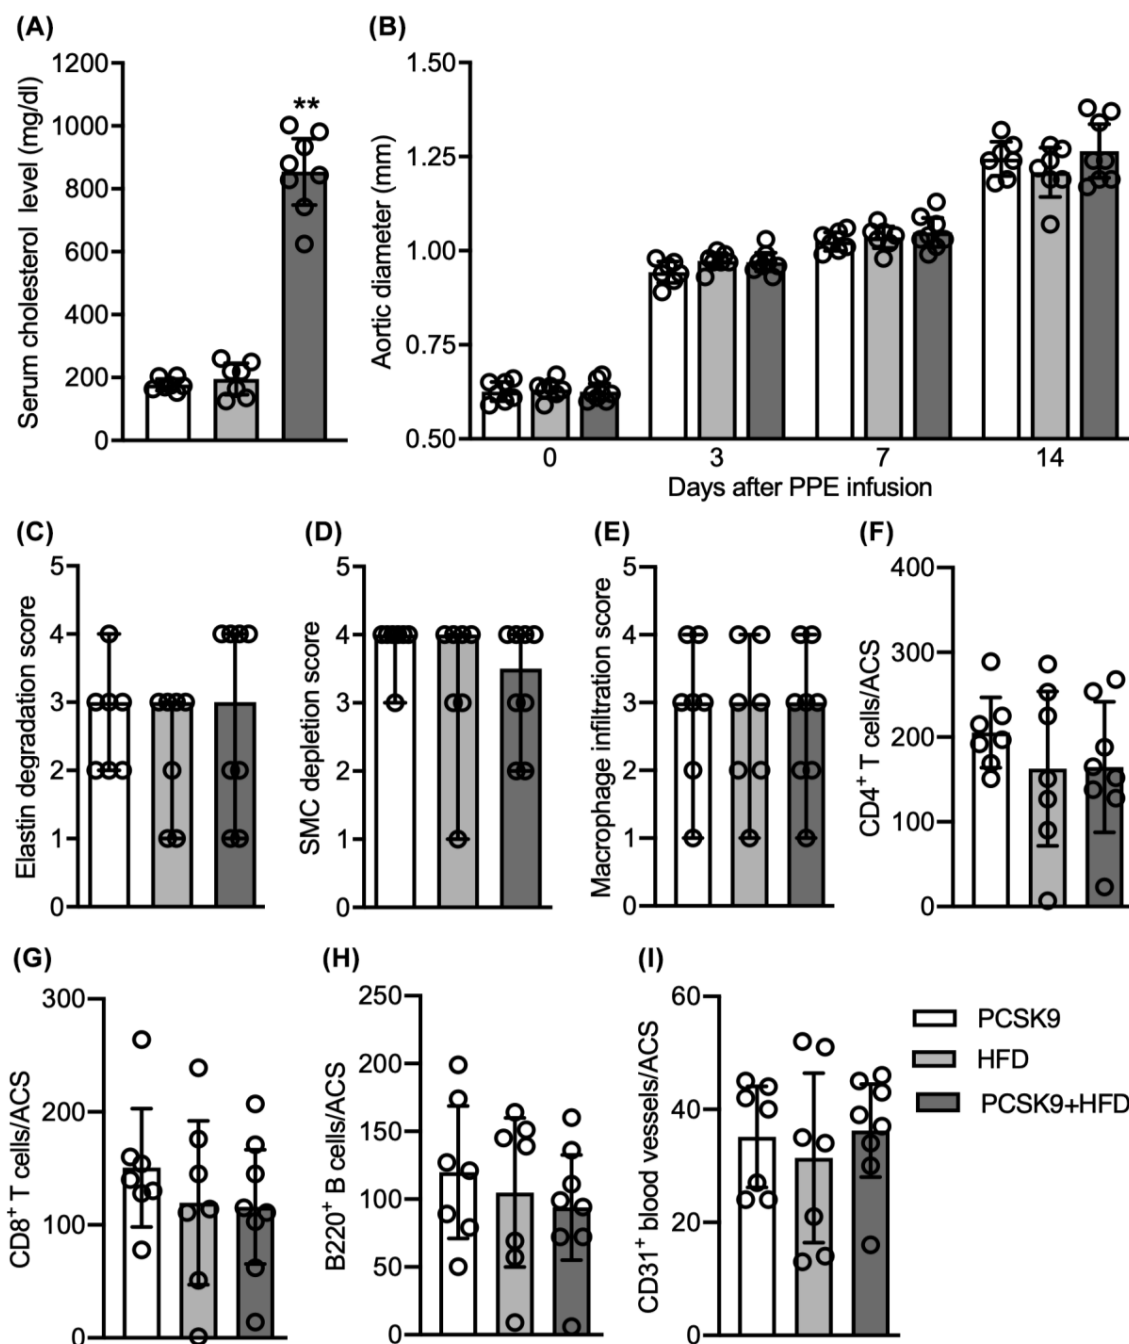 (A)
Serum cholesterol level (mg/dl)
1200
1000
800
600
400
200
0
**
(B)
Aortic diameter (mm)
1.50
1.25
1.00
0.75
0.50
0 3 7 14
Days after PPE infusion
(C)
Elastin degradation score
5
4
3
2
1
0
(D)
SMC depletion score
5
4
3
2
1
0
(E)
Macrophage infiltration score
5
4
3
2
1
0
(F)
CD4⁺ T cells/ACS
400
300
200
100
0
(G)
CD8⁺ T cells/ACS
300
200
100
0
(H)
B220⁺ B cells/ACS
250
200
150
100
50
0
(I)
CD31⁺ blood vessels/ACS
60
40
20
0
PCSK9
HFD
PCSK9+HFD